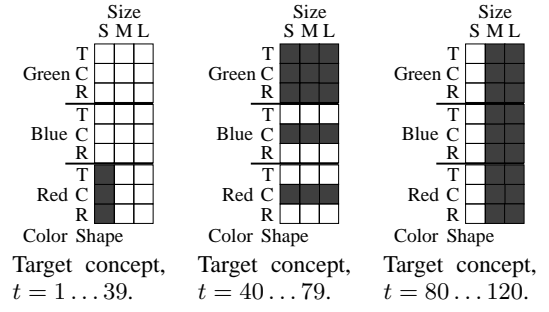 Size
S M L
T
Green C
R
T
Blue C
R
T
Red C
R
Color Shape
Target concept,
t = 1 . . . 39.
Size
S M L
T
Green C
R
T
Blue C
R
T
Red C
R
Color Shape
Target concept,
t = 40 . . . 79.
Size
S M L
T
Green C
R
T
Blue C
R
T
Red C
R
Color Shape
Target concept,
t = 80 . . . 120.